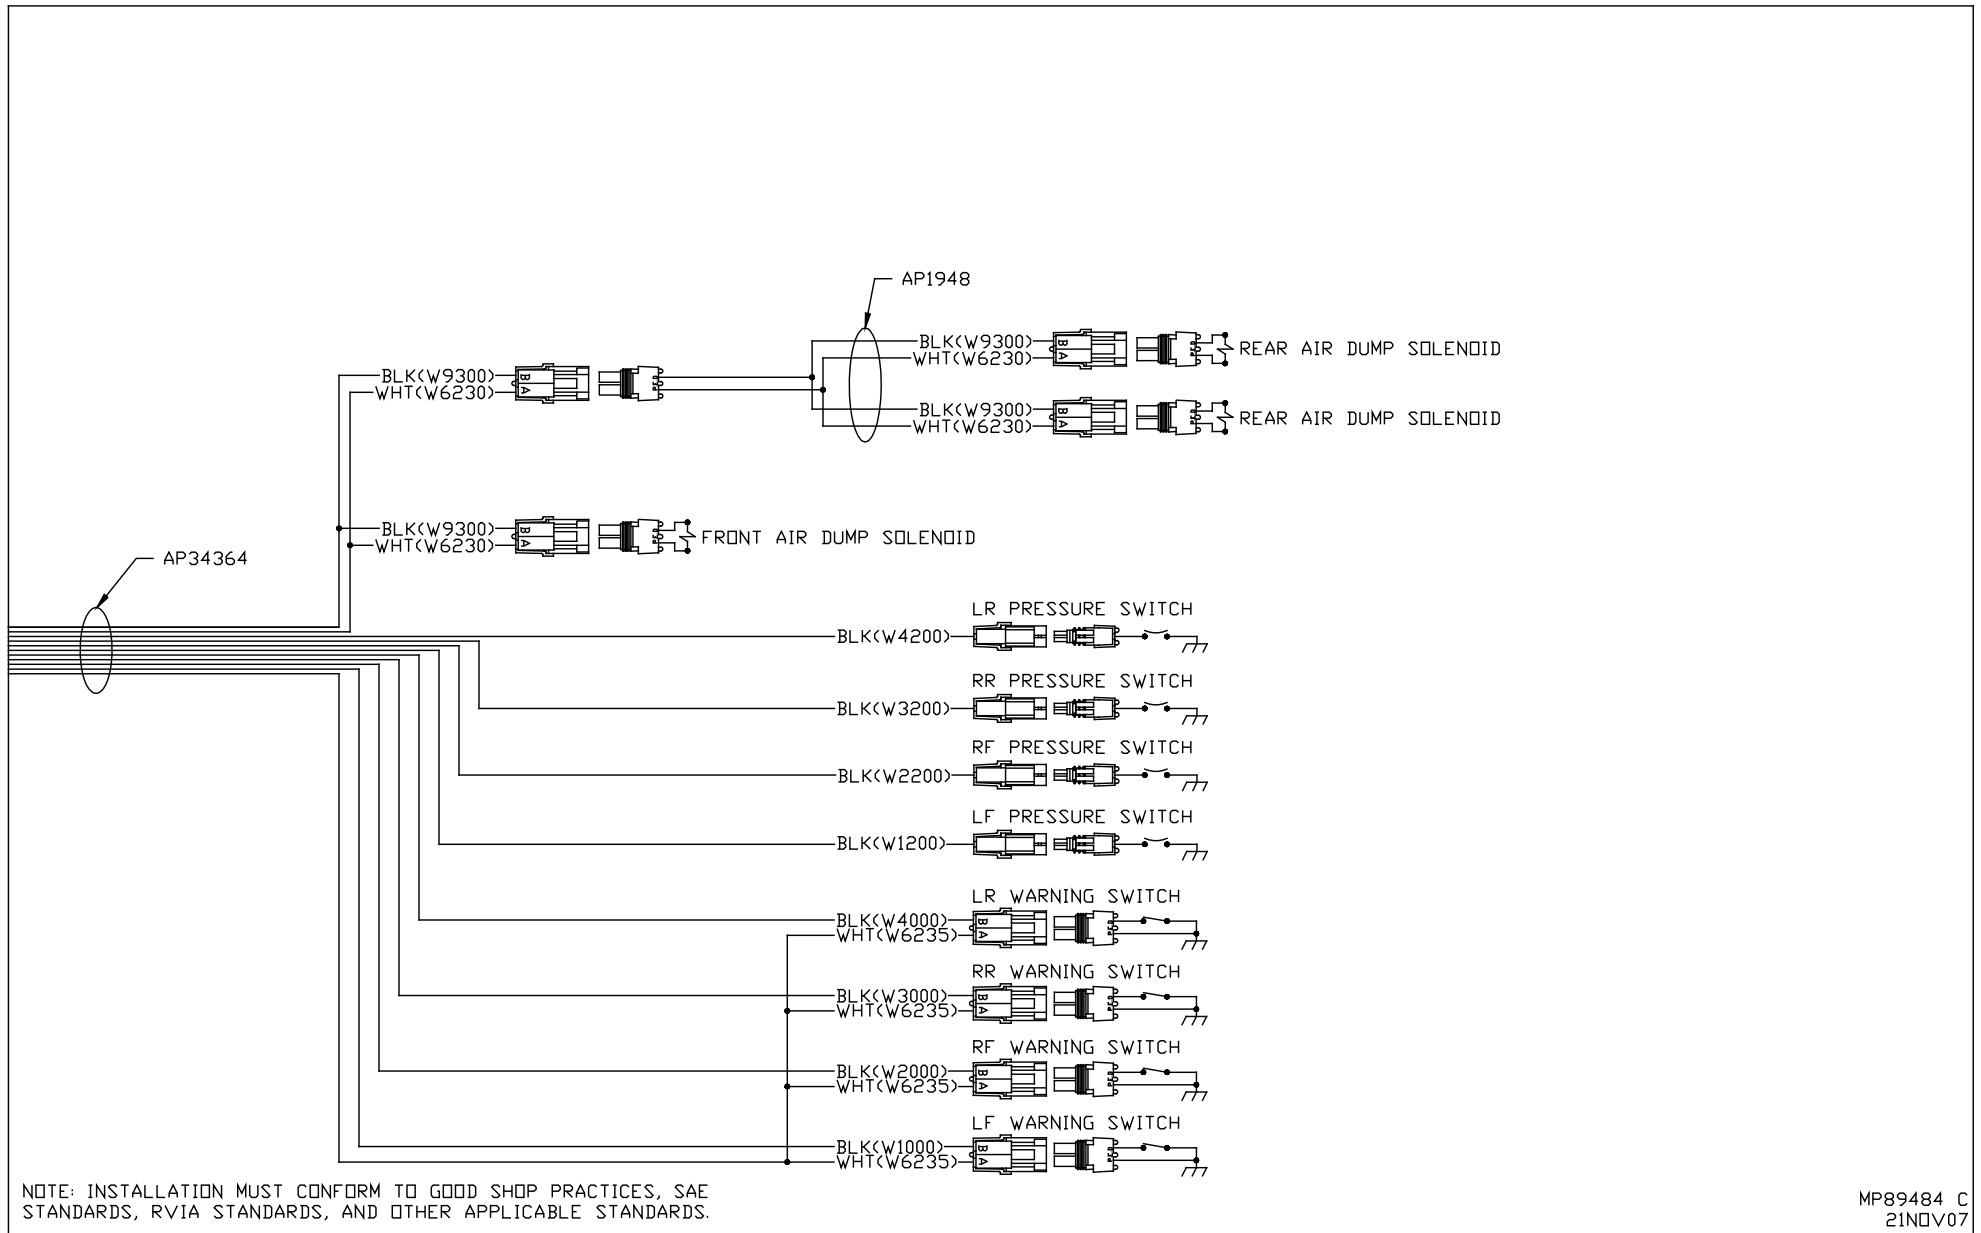 AP1948
BLK(W9300)
WHT(W6230)
B
A
REAR AIR DUMP SOLENOID
BLK(W9300)
WHT(W6230)
B
A
BLK(W9300)
WHT(W6230)
B
A
REAR AIR DUMP SOLENOID
BLK(W9300)
WHT(W6230)
B
A
FRONT AIR DUMP SOLENOID
AP34364
LR PRESSURE SWITCH
BLK(W4200)
RR PRESSURE SWITCH
BLK(W3200)
RF PRESSURE SWITCH
BLK(W2200)
LF PRESSURE SWITCH
BLK(W1200)
LR WARNING SWITCH
BLK(W4000)
WHT(W6235)
B
A
RR WARNING SWITCH
BLK(W3000)
WHT(W6235)
B
A
RF WARNING SWITCH
BLK(W2000)
WHT(W6235)
B
A
LF WARNING SWITCH
BLK(W1000)
WHT(W6235)
B
A
NOTE: INSTALLATION MUST CONFORM TO GOOD SHOP PRACTICES, SAE
STANDARDS, RVIA STANDARDS, AND OTHER APPLICABLE STANDARDS.
MP89484 C
21NOV07